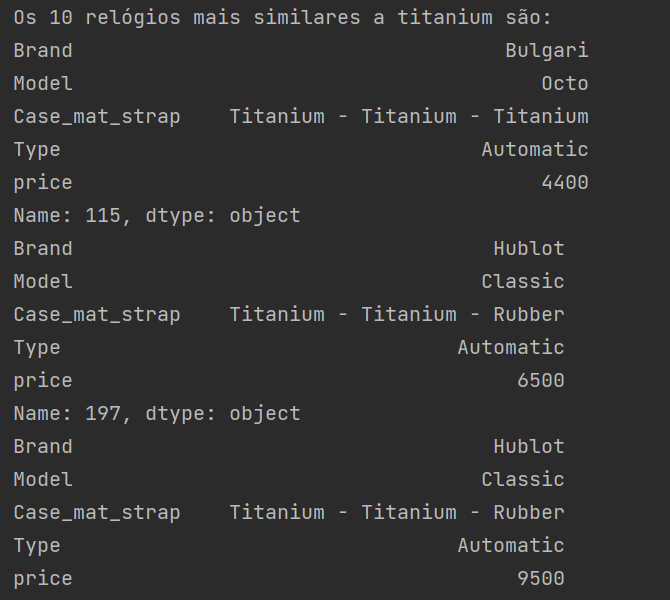 Os 10 relógios mais similares a titanium são:
Brand Bulgari
Model Octo
Case_mat_strap Titanium - Titanium - Titanium
Type Automatic
price 4400
Name: 115, dtype: object
Brand Hublot
Model Classic
Case_mat_strap Titanium - Titanium - Rubber
Type Automatic
price 6500
Name: 197, dtype: object
Brand Hublot
Model Classic
Case_mat_strap Titanium - Titanium - Rubber
Type Automatic
price 9500